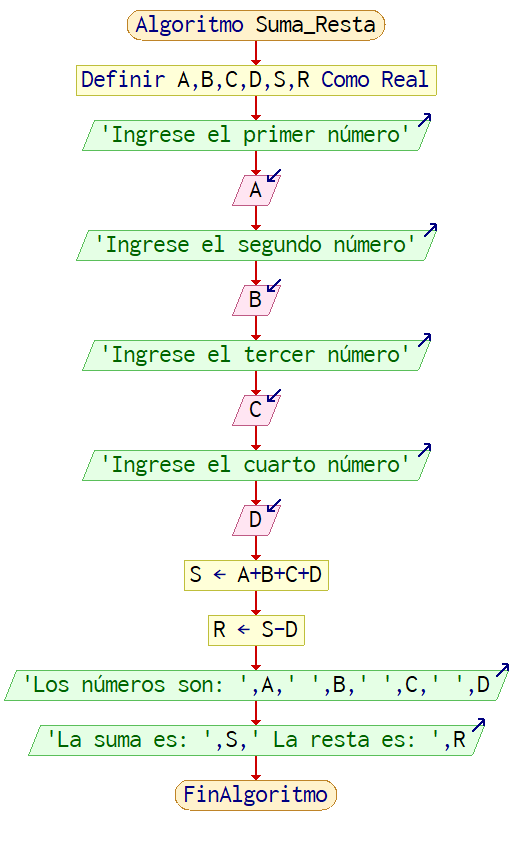 Algoritmo Suma_Resta
Definir A,B,C,D,S,R Como Real
'Ingrese el primer número'
A
'Ingrese el segundo número'
B
'Ingrese el tercer número'
C
'Ingrese el cuarto número'
D
S ← A+B+C+D
R ← S-D
'Los números son: ',A,' ',B,' ',C,' ',D
'La suma es: ',S,' La resta es: ',R
FinAlgoritmo